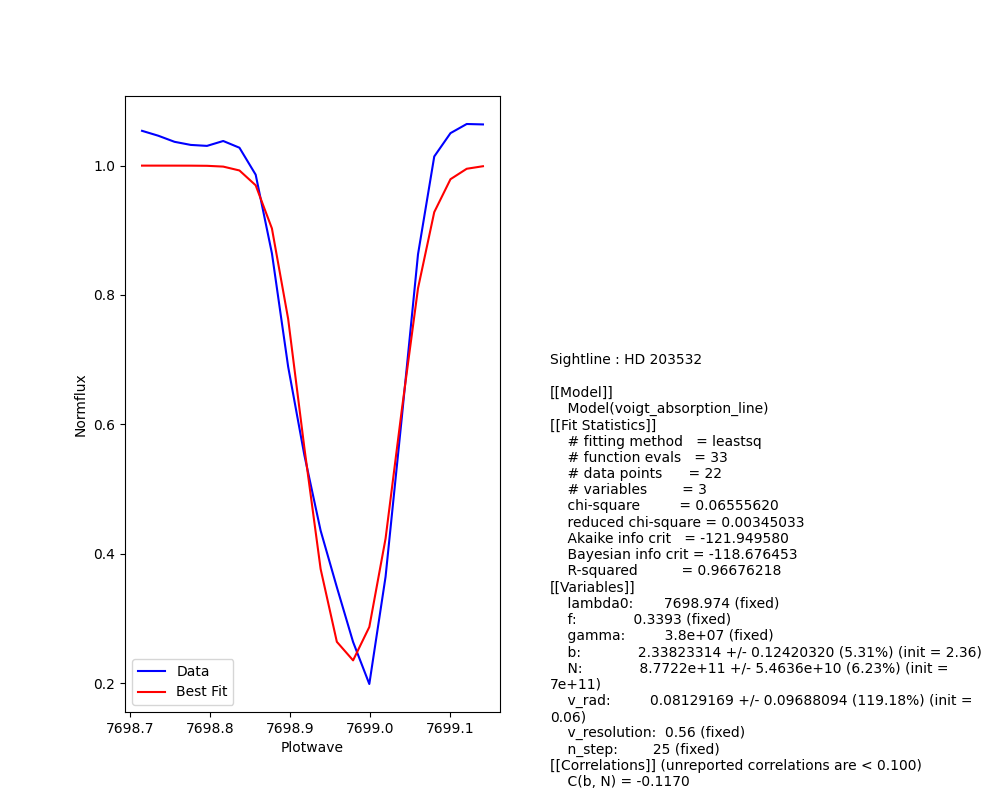 1.0
0.8
0.6
0.4
0.2
Normflux
Data
Best Fit
7698.7 7698.8 7698.9 7699.0 7699.1
Plotwave
Sightline : HD 203532
[[Model]]
Model(voigt_absorption_line)
[[Fit Statistics]]
# fitting method = leastsq
# function evals = 33
# data points = 22
# variables = 3
chi-square = 0.06555620
reduced chi-square = 0.00345033
Akaike info crit = -121.949580
Bayesian info crit = -118.676453
R-squared = 0.96676218
[[Variables]]
lambda0: 7698.974 (fixed)
f: 0.3393 (fixed)
gamma: 3.8e+07 (fixed)
b: 2.33823314 +/- 0.12420320 (5.31%) (init = 2.36)
N: 8.7722e+11 +/- 5.4636e+10 (6.23%) (init =
7e+11)
v_rad: 0.08129169 +/- 0.09688094 (119.18%) (init =
0.06)
v_resolution: 0.56 (fixed)
n_step: 25 (fixed)
[[Correlations]] (unreported correlations are < 0.100)
C(b, N) = -0.1170